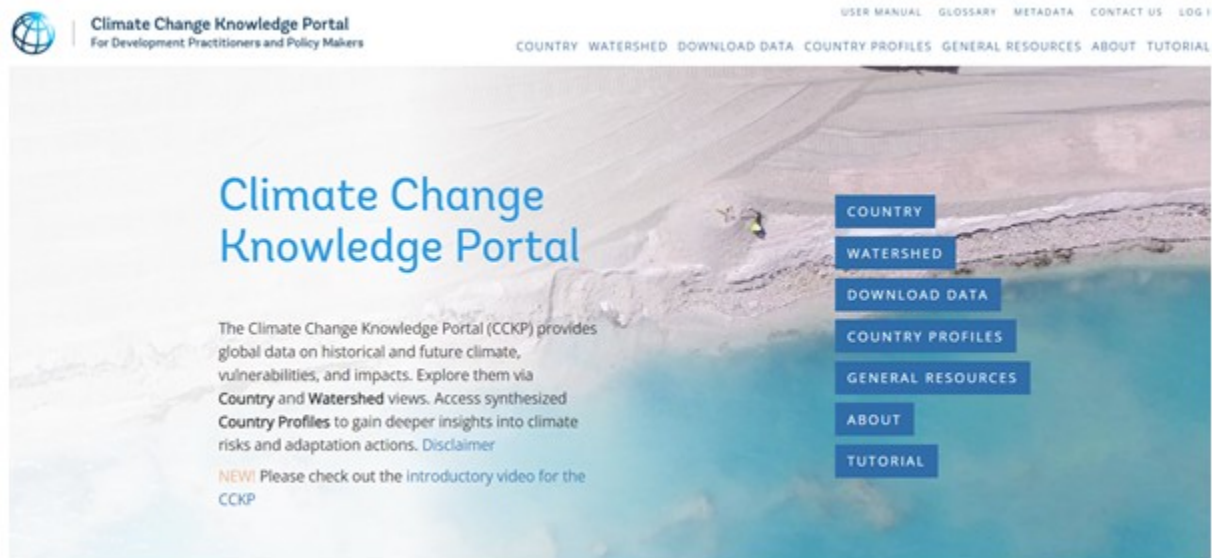 Climate Change Knowledge Portal
For Development Practitioners and Policy Makers
USER MANUAL GLOSSARY METADATA CONTACT US LOG
COUNTRY WATERSHED DOWNLOAD DATA COUNTRY PROFILES GENERAL RESOURCES ABOUT TUTORIAL
Climate Change
Knowledge Portal
The Climate Change Knowledge Portal (CCKP) provides
global data on historical and future climate,
vulnerabilities, and impacts. Explore them via
Country and Watershed views. Access synthesized
Country Profiles to gain deeper insights into climate
risks and adaptation actions. Disclaimer
NEW! Please check out the introductory video for the
CCKP
COUNTRY
WATERSHED
DOWNLOAD DATA
COUNTRY PROFILES
GENERAL RESOURCES
ABOUT
TUTORIAL